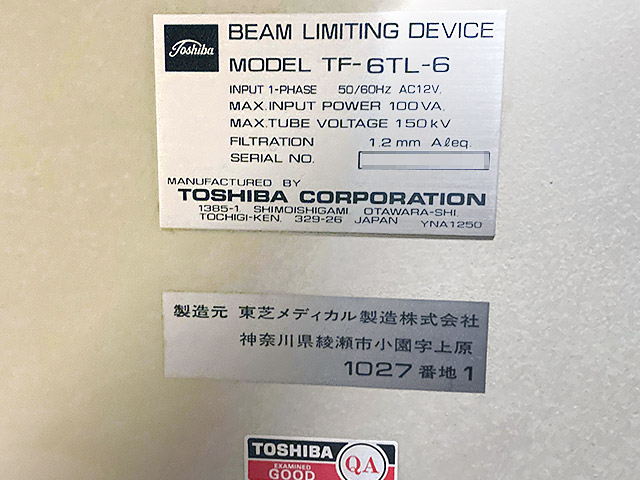 Toshiba
BEAM LIMITING DEVICE
MODEL TF-6TL-6
INPUT 1-PHASE 50/60Hz AC12V.
MAX.INPUT POWER 100VA.
MAX.TUBE VOLTAGE 150kV
FILTRATION 1.2mm Aℓeq.
SERIAL NO.
MANUFACTURED BY
TOSHIBA CORPORATION
1385-1. SHIMOISHIGAMI OTAWARA-SHI.
TOCHIGI-KEN. 329-26 JAPAN YNA1250
製造元 東芝メディカル製造株式会社
神奈川県綾瀬市小園字上原
1027番地1
TOSHIBA
EXAMINED
GOOD
QA